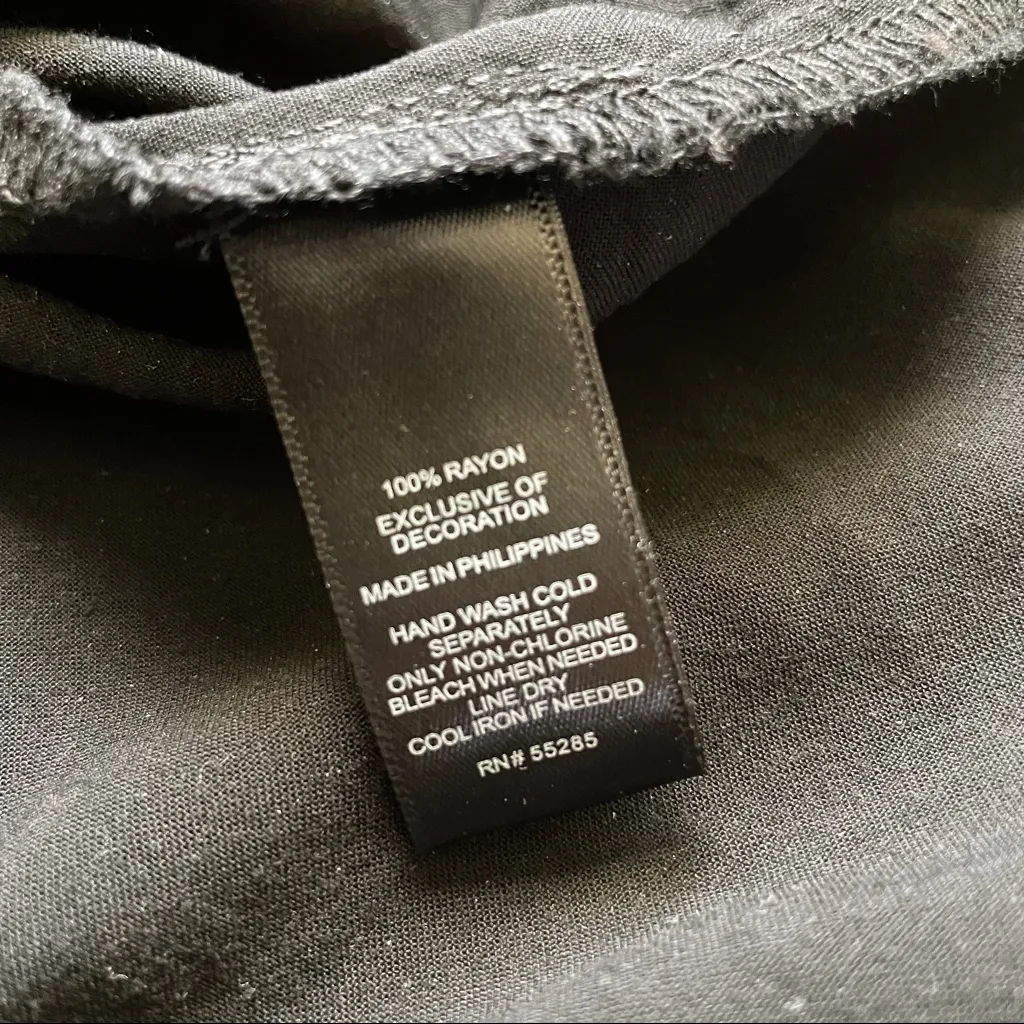 100% RAYON
EXCLUSIVE OF
DECORATION
MADE IN PHILIPPINES
HAND WASH COLD
SEPARATELY
ONLY NON-CHLORINE
BLEACH WHEN NEEDED
LINE DRY
COOL IRON IF NEEDED
RN# 55285